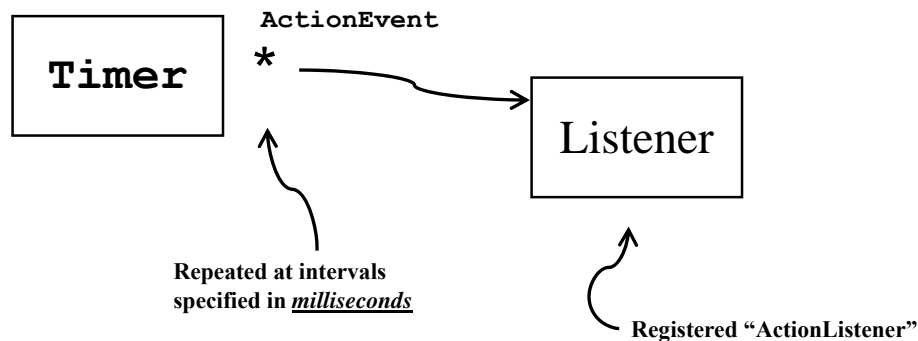 ActionEvent
Timer
*
Listener
Repeated at intervals
specified in milliseconds
Registered “ActionListener”